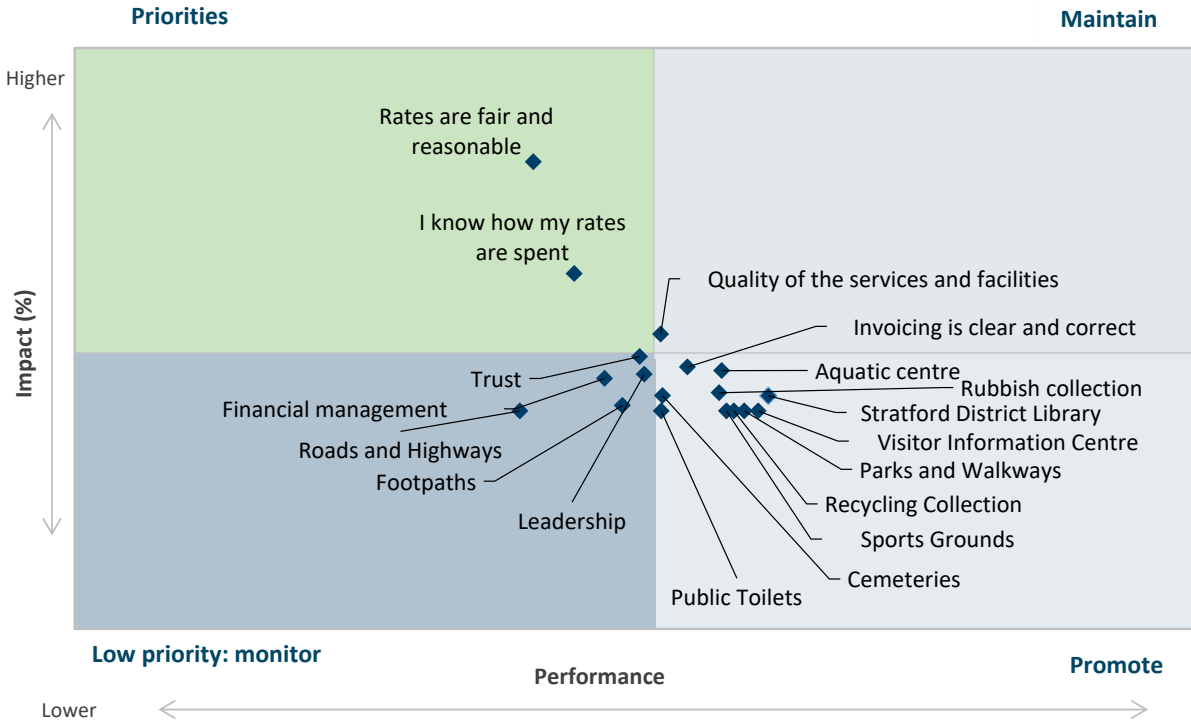 Priorities
Maintain
Higher
Rates are fair and
reasonable
I know how my rates
are spent
Quality of the services and facilities
Invoicing is clear and correct
Impact (%)
Trust
Aquatic centre
Rubbish collection
Financial management
Stratford District Library
Roads and Highways
Visitor Information Centre
Footpaths
Parks and Walkways
Recycling Collection
Leadership
Sports Grounds
Cemeteries
Public Toilets
Low priority: monitor
Performance
Promote
Lower